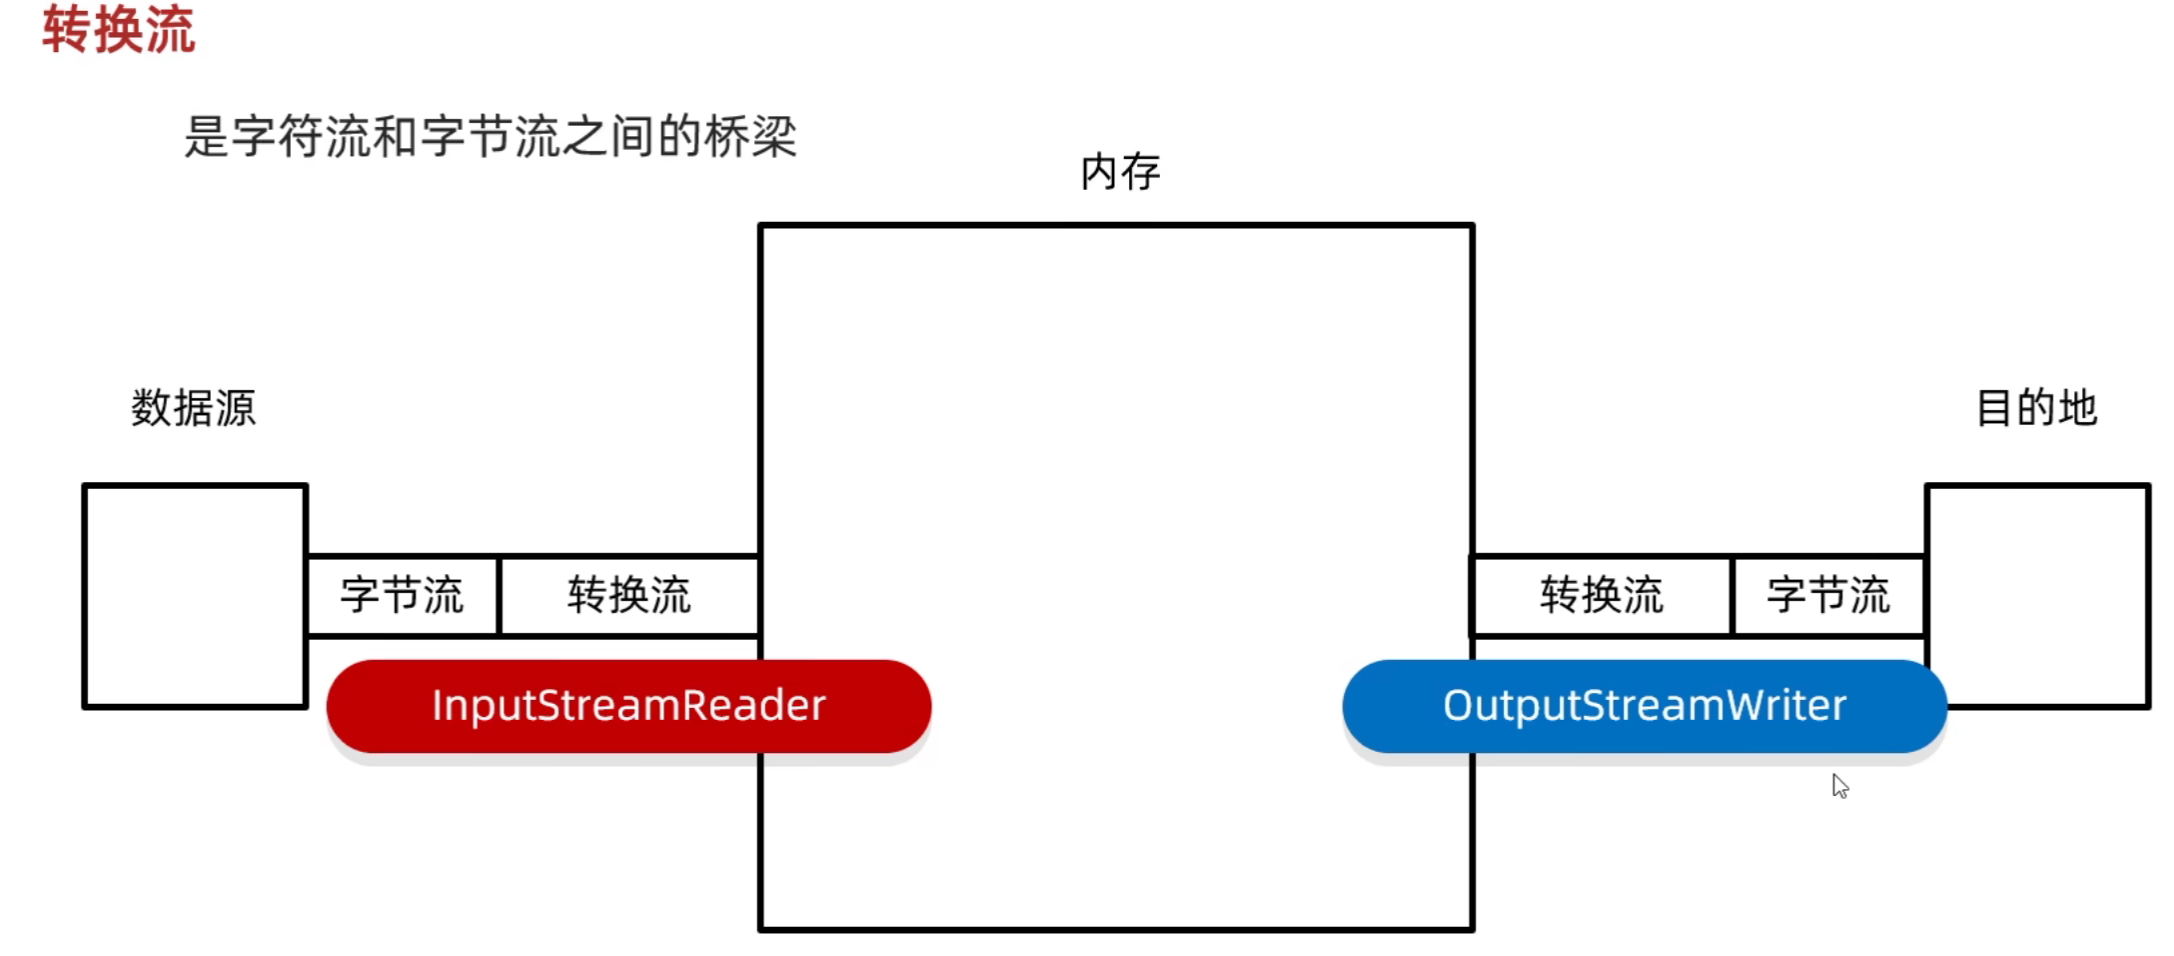 转换流
是字符流和字节流之间的桥梁
内存
数据源
目的地
字节流
转换流
转换流
字节流
InputStreamReader
OutputStreamWriter